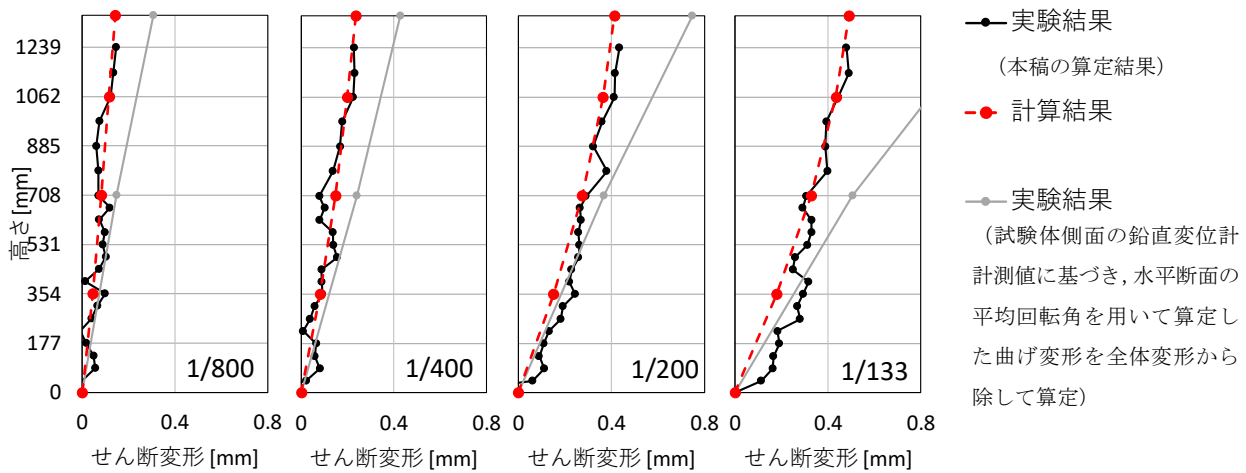 高さ [mm]
1239
1062
885
708
531
354
177
0
1/800
1/400
1/200
1/133
0 0.4 0.8
0 0.4 0.8
0 0.4 0.8
0 0.4 0.8
せん断変形 [mm]
せん断変形 [mm]
せん断変形 [mm]
せん断変形 [mm]
実験結果
（本稿の算定結果）
計算結果
実験結果
（試験体側面の鉛直変位計
計測値に基づき，水平断面の
平均回転角を用いて算定し
た曲げ変形を全体変形から
除して算定）